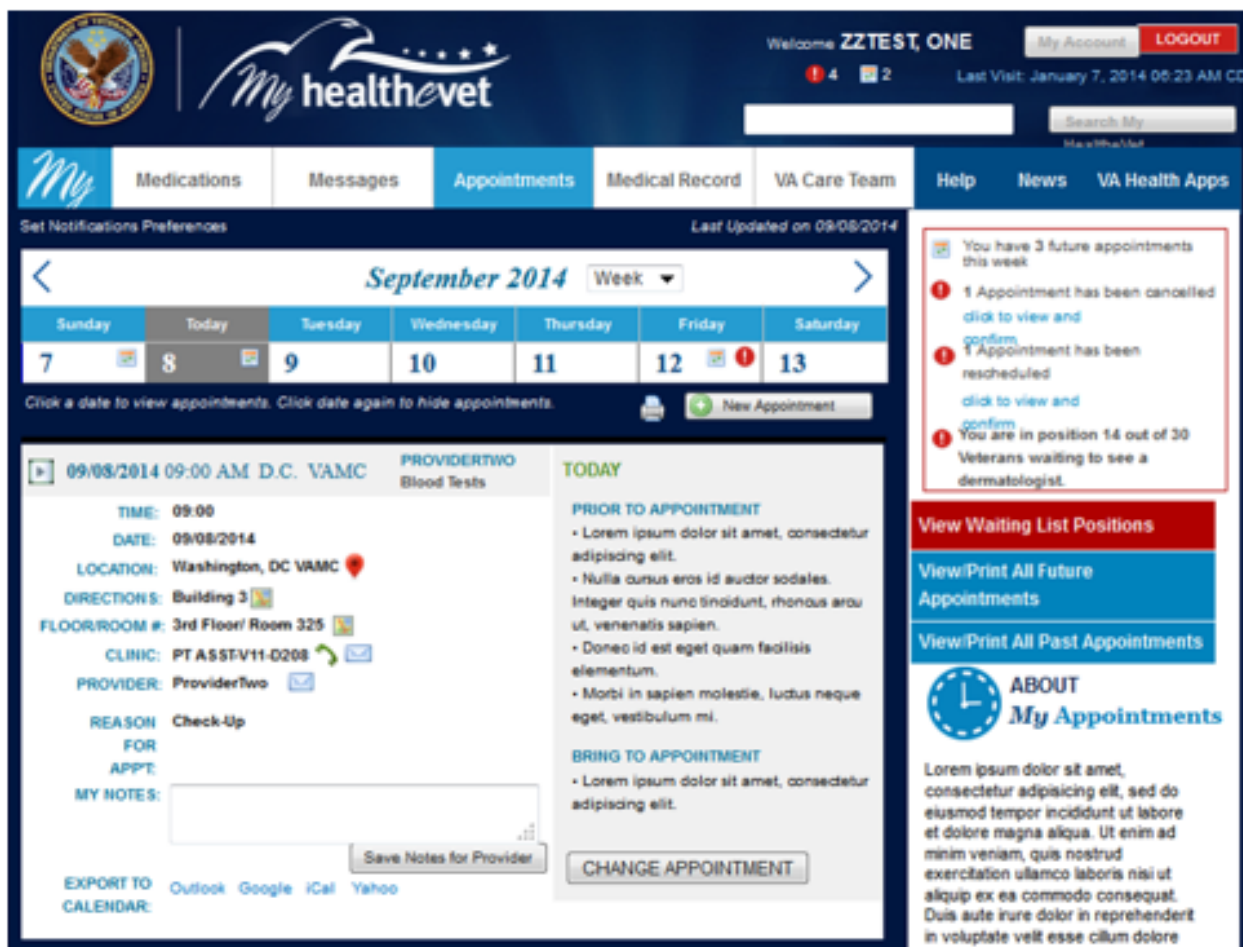 My healthevet
Welcome ZZTEST, ONE
My Account
LOGOUT
4 2
Last Visit: January 7, 2014 06:23 AM
Search My
My
Medications
Messages
Appointments
Medical Record
VA Care Team
Help
News
VA Health Apps
Set Notifications Preferences
Last Updated on 09/08/2014
September 2014
Week
Sunday Today Tuesday Wednesday Thursday Friday Saturday
7 8 9 10 11 12 13
Click a date to view appointments. Click date again to hide appointments.
New Appointment
09/08/2014 09:00 AM D.C. VAMC
PROVIDERTWO
Blood Tests
TIME: 09:00
DATE: 09/08/2014
LOCATION: Washington, DC VAMC
DIRECTIONS: Building 3
FLOOR/ROOM #: 3rd Floor/ Room 325
CLINIC: PT ASST-V11-D208
PROVIDER: ProviderTwo
REASON Check-Up
FOR
APPT:
MY NOTES:
Save Notes for Provider
EXPORT TO
CALENDAR:
Outlook Google iCal Yahoo
TODAY
PRIOR TO APPOINTMENT
• Lorem ipsum dolor sit amet, consectetur
adipiscing elit.
• Nulla cursus eros id auctor sodales.
Integer quis nunc tincidunt, rhoncus arcu
ut, venenatis sapien.
• Donec id est eget quam facilisis
elementum.
• Morbi in sapien molestie, luctus neque
eget, vestibulum mi.
BRING TO APPOINTMENT
• Lorem ipsum dolor sit amet, consectetur
adipiscing elit.
CHANGE APPOINTMENT
You have 3 future appointments
this week
1 Appointment has been cancelled
click to view and
confirm
1 Appointment has been
rescheduled
click to view and
confirm
You are in position 14 out of 30
Veterans waiting to see a
dermatologist.
View Waiting List Positions
View/Print All Future
Appointments
View/Print All Past Appointments
ABOUT
My Appointments
Lorem ipsum dolor sit amet,
consectetur adipisicing elit, sed do
eiusmod tempor incididunt ut labore
et dolore magna aliqua. Ut enim ad
minim veniam, quis nostrud
exercitation ullamco laboris nisi ut
aliquip ex ea commodo consequat.
Duis aute irure dolor in reprehenderit
in voluptate velit esse cillum dolore